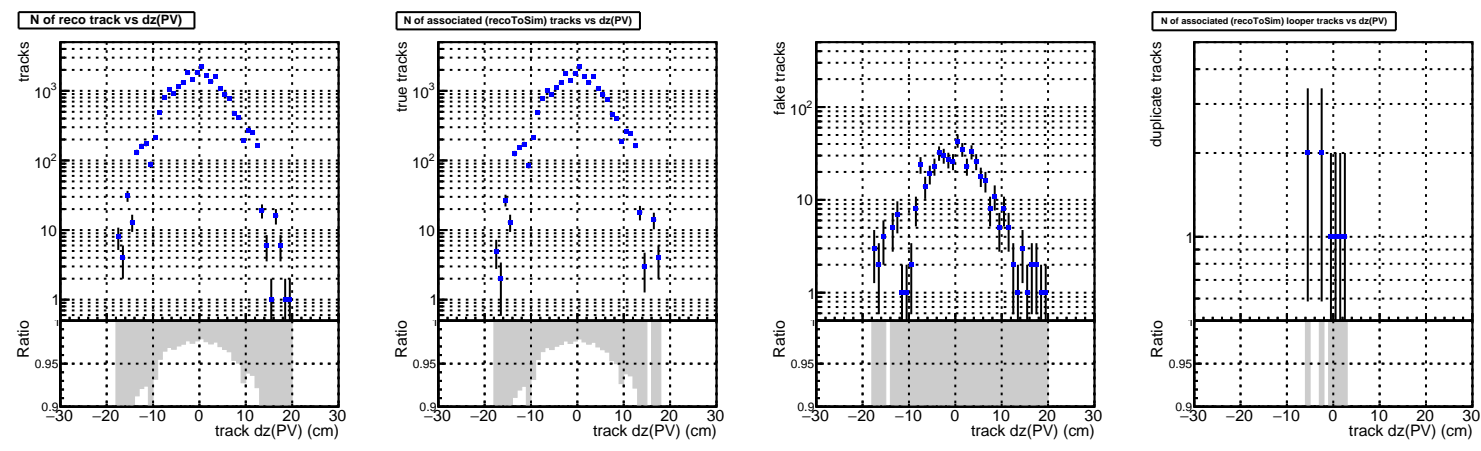 N of reco track vs dz(PV)
tracks
10³
10²
10
1
Ratio
1
0.95
0.9
−30 −20 −10 0 10 20 30
track dz(PV) (cm)
N of associated (recoToSim) tracks vs dz(PV)
true tracks
10³
10²
10
1
Ratio
1
0.95
0.9
−30 −20 −10 0 10 20 30
track dz(PV) (cm)
fake tracks
10²
10
1
Ratio
1
0.95
0.9
−30 −20 −10 0 10 20 30
track dz(PV) (cm)
N of associated (recoToSim) looper tracks vs dz(PV)
duplicate tracks
1
Ratio
1
0.95
0.9
−30 −20 −10 0 10 20 30
track dz(PV) (cm)